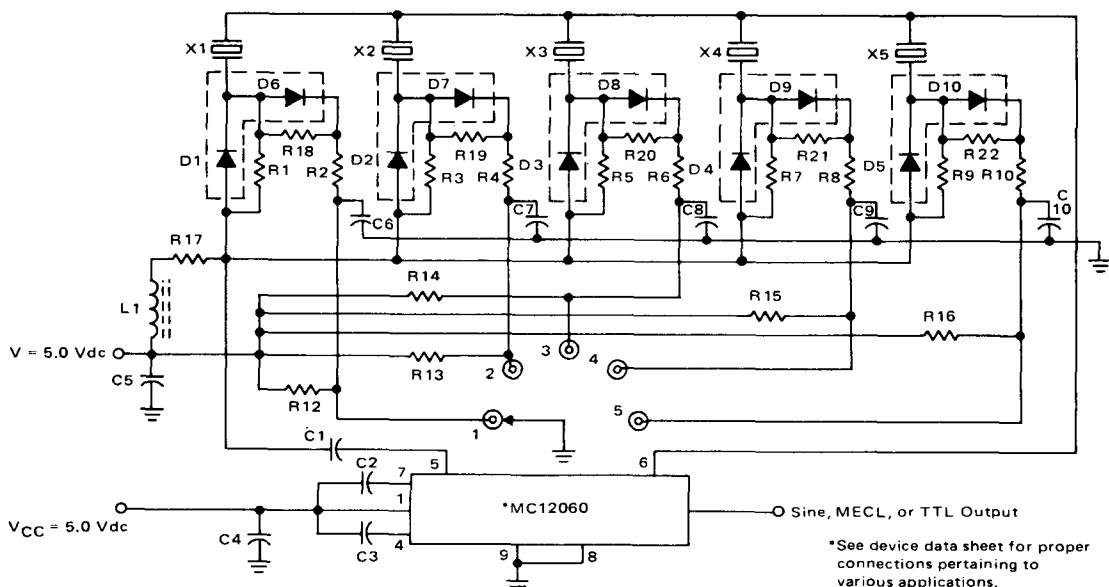 X1 X2 X3 X4 X5
D6 D7 D8 D9 D10
R18 R19 R20 R21 R22
D1 R1 R2 D2 R3 R4 D3 R5 R6 D4 R7 R8 D5 R9 R10
C6 C7 C8 C9 C
10
R17
R14
L1
R15
R16
V = 5.0 Vdc
3
4
R13
2
C5
R12
5
1
C1
5
6
C2
7
1
*MC12060
Sine, MECL, or TTL Output
VCC = 5.0 Vdc
C4
C3
4
9
8
*See device data sheet for proper
connections pertaining to
various applications.